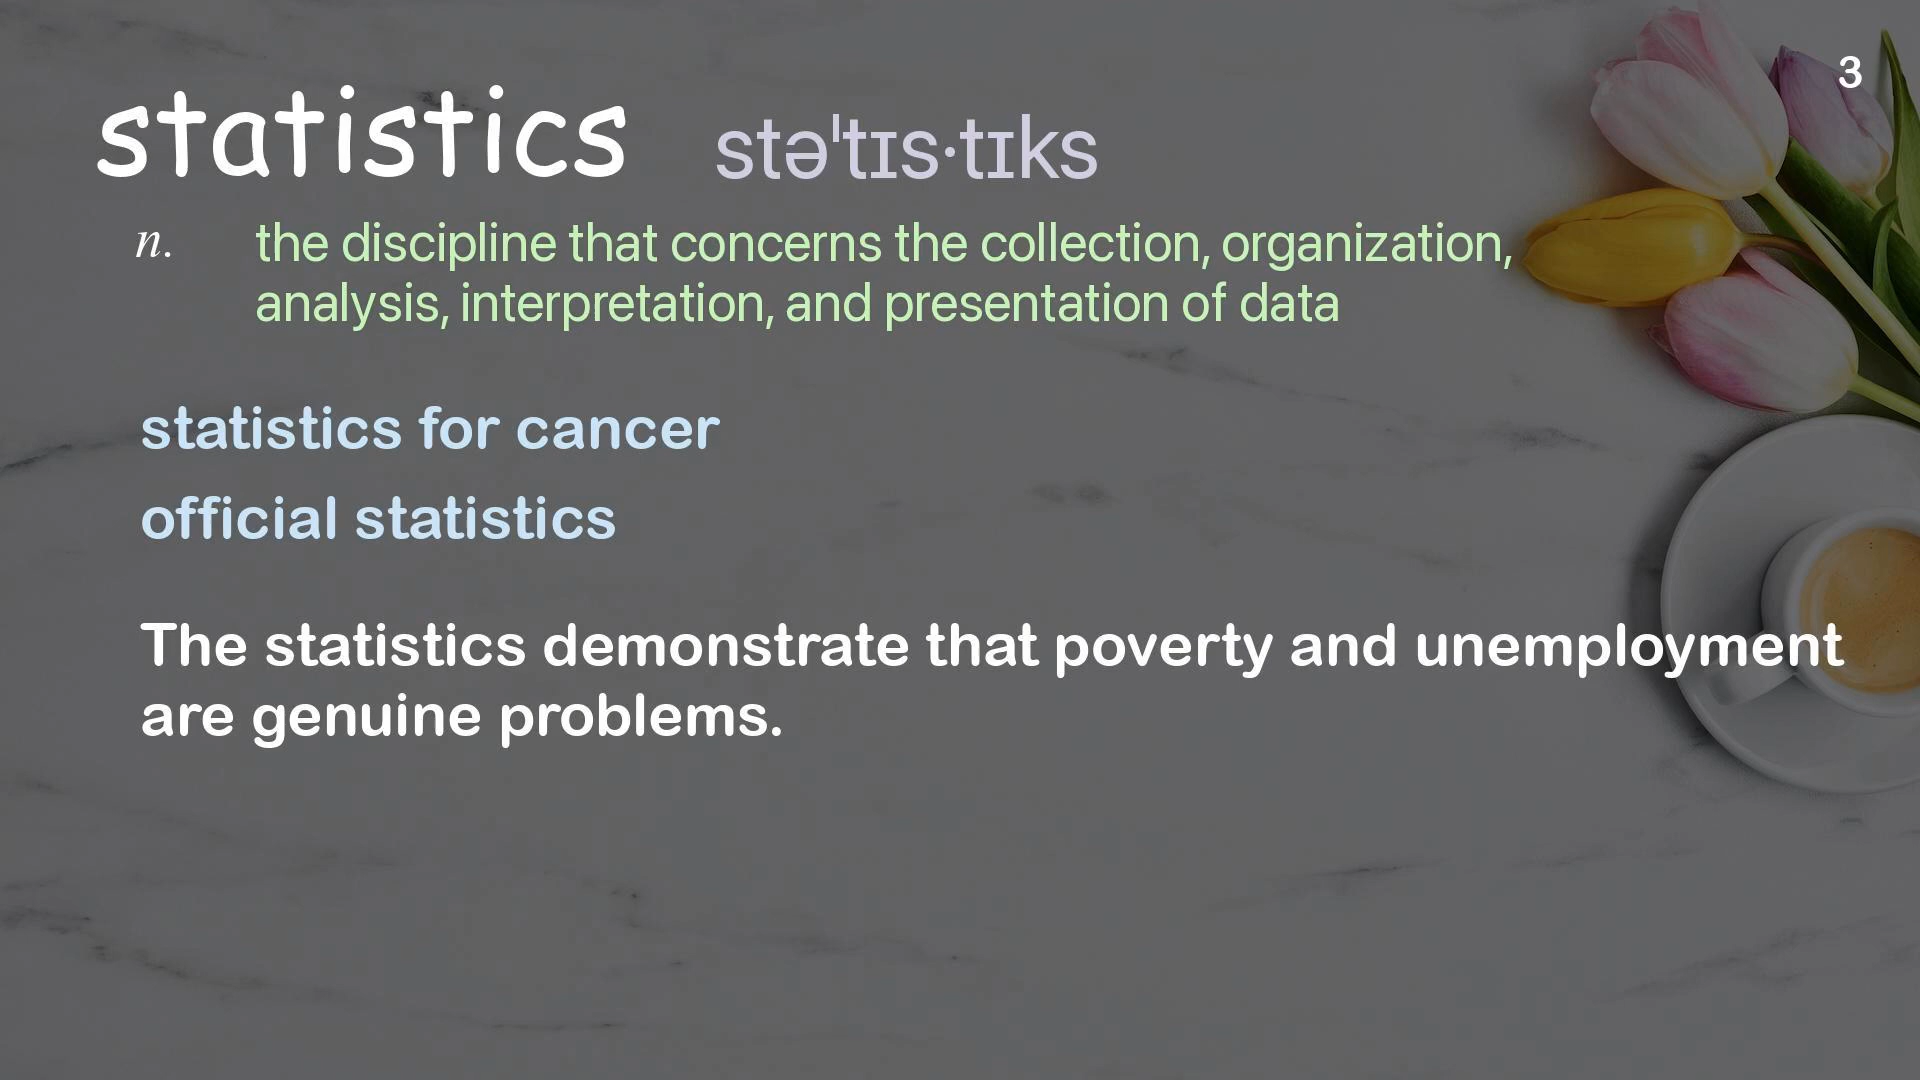 3
statistics stəˈtɪs·tɪks
n. the discipline that concerns the collection, organization,
analysis, interpretation, and presentation of data
statistics for cancer
official statistics
The statistics demonstrate that poverty and unemployment
are genuine problems.